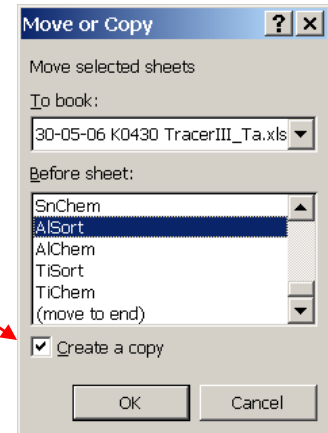 Move or Copy
Move selected sheets
To book:
30-05-06 K0430 TracerIII_Ta.xls
Before sheet:
SnChem
AlSort
AlChem
TiSort
TiChem
(move to end)
Create a copy
OK Cancel